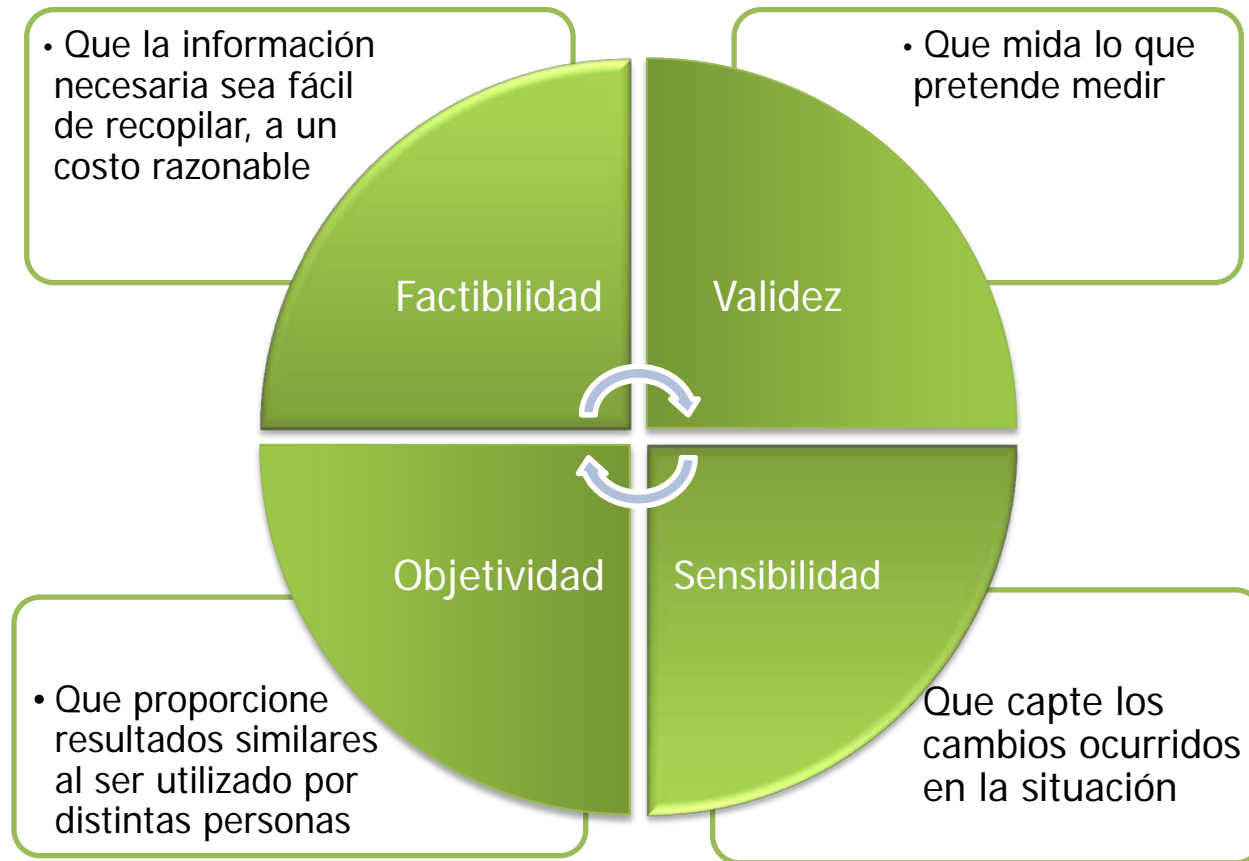 • Que la información
necesaria sea fácil
de recopilar, a un
costo razonable
• Que mida lo que
pretende medir
Factibilidad
Validez
Objetividad
Sensibilidad
• Que proporcione
resultados similares
al ser utilizado por
distintas personas
Que capte los
cambios ocurridos
en la situación